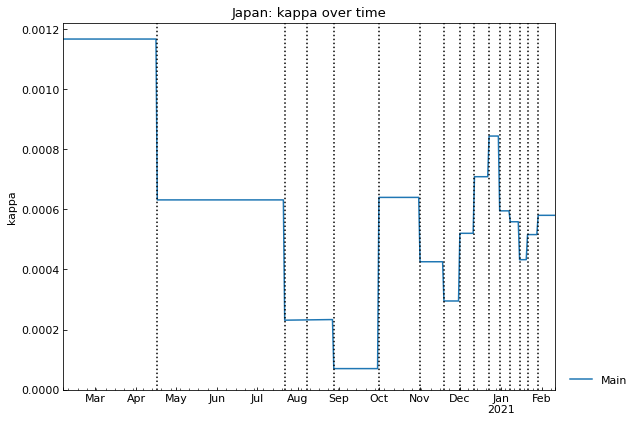 Japan: kappa over time
kappa
0.0012
0.0010
0.0008
0.0006
0.0004
0.0002
0.0000
Mar Apr May Jun Jul Aug Sep Oct Nov Dec Jan Feb
2021
Main